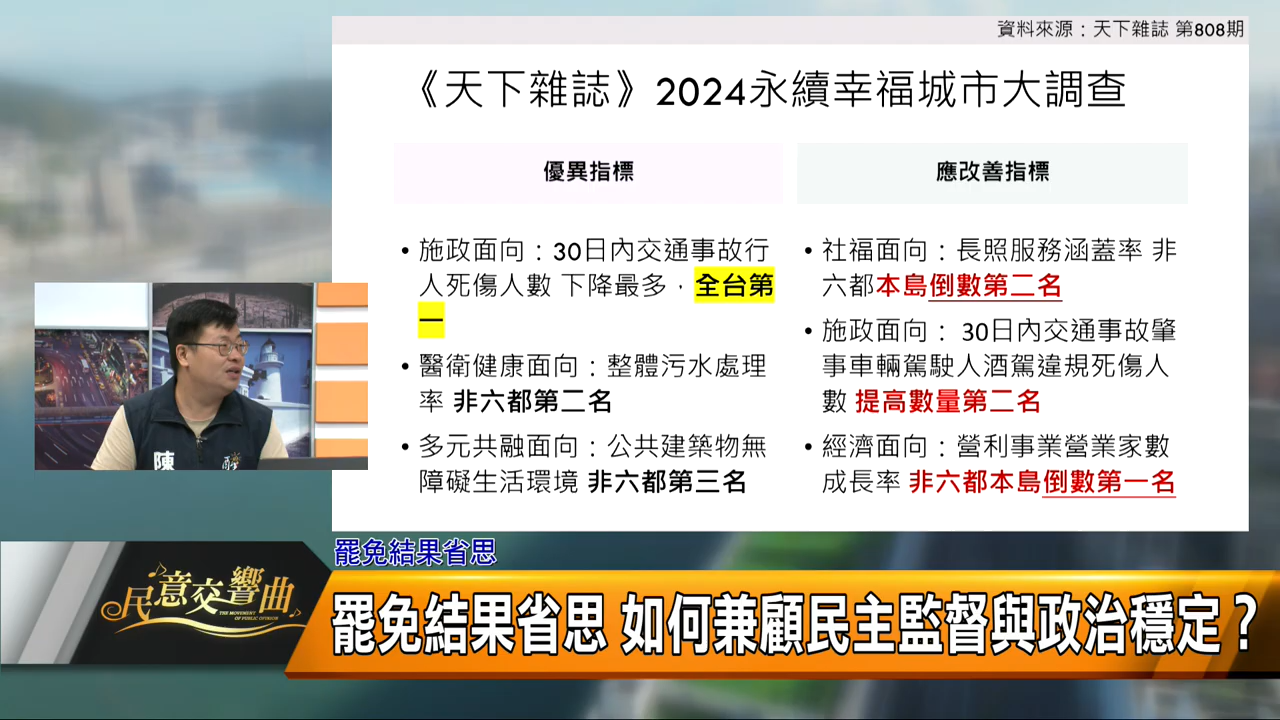 資料來源：天下雜誌 第808期
《天下雜誌》2024永續幸福城市大調查
優異指標
• 施政面向：30日內交通事故行
人死傷人數 下降最多，全台第
一
• 醫衛健康面向：整體污水處理
率 非六都第二名
• 多元共融面向：公共建築物無
障礙生活環境 非六都第三名
應改善指標
• 社福面向：長照服務涵蓋率 非
六都本島倒數第二名
• 施政面向： 30日內交通事故肇
事車輛駕駛人酒駕違規死傷人
數 提高數量第二名
• 經濟面向：營利事業營業家數
成長率 非六都本島倒數第一名
陳
罷免結果省思
民意交響曲
THE MOVEMENT
OF PUBLIC OPINION
罷免結果省思 如何兼顧民主監督與政治穩定？